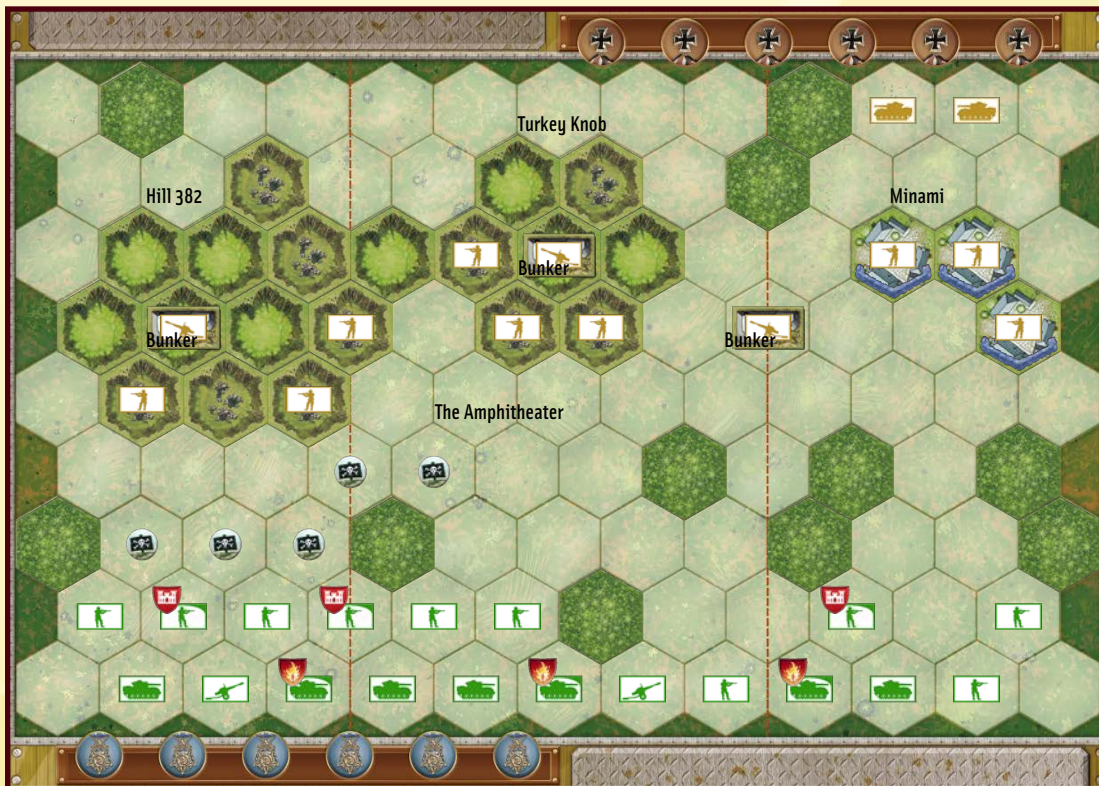 Turkey Knob
Hill 382
Minami
Bunker
Bunker
Bunker
The Amphitheater